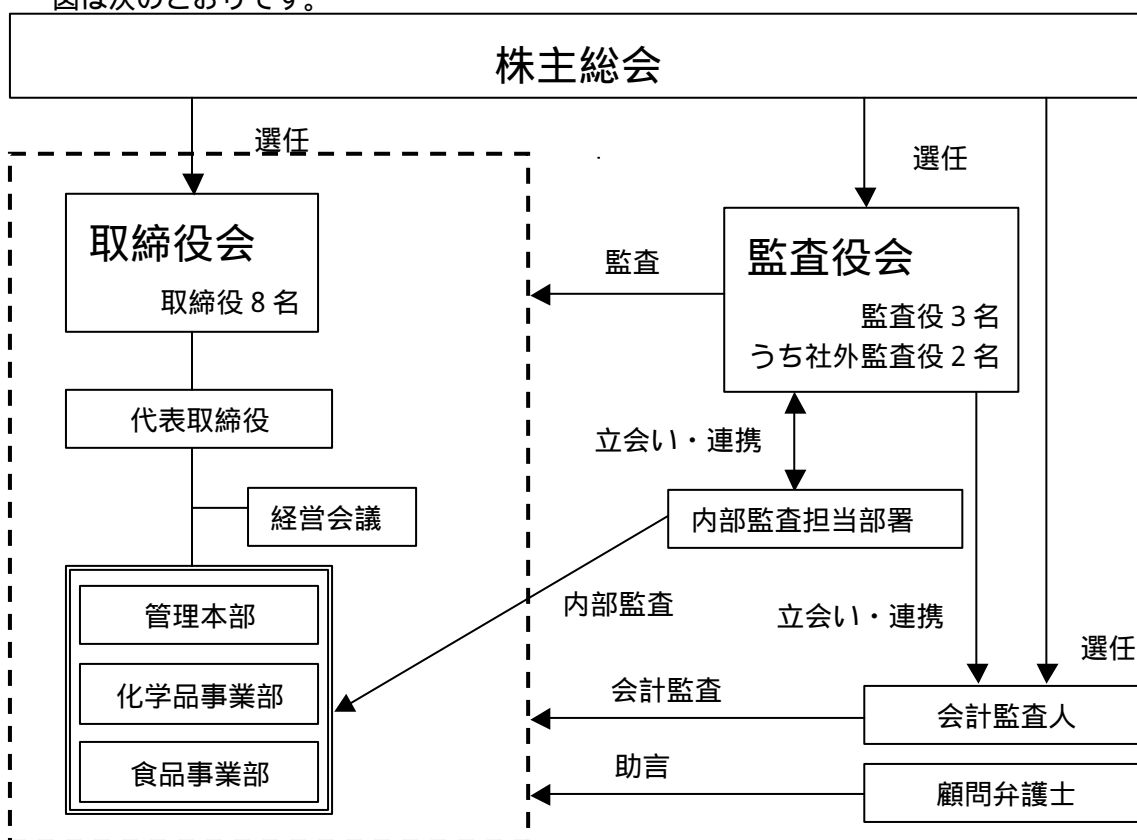 図は次のとおりです。
株主総会
選任
選任
取締役会
取締役 8 名
監査
監査役会
監査役 3 名
うち社外監査役 2 名
代表取締役
立会い・連携
経営会議
内部監査担当部署
管理本部
内部監査
立会い・連携
選任
化学品事業部
会計監査
会計監査人
食品事業部
助言
顧問弁護士